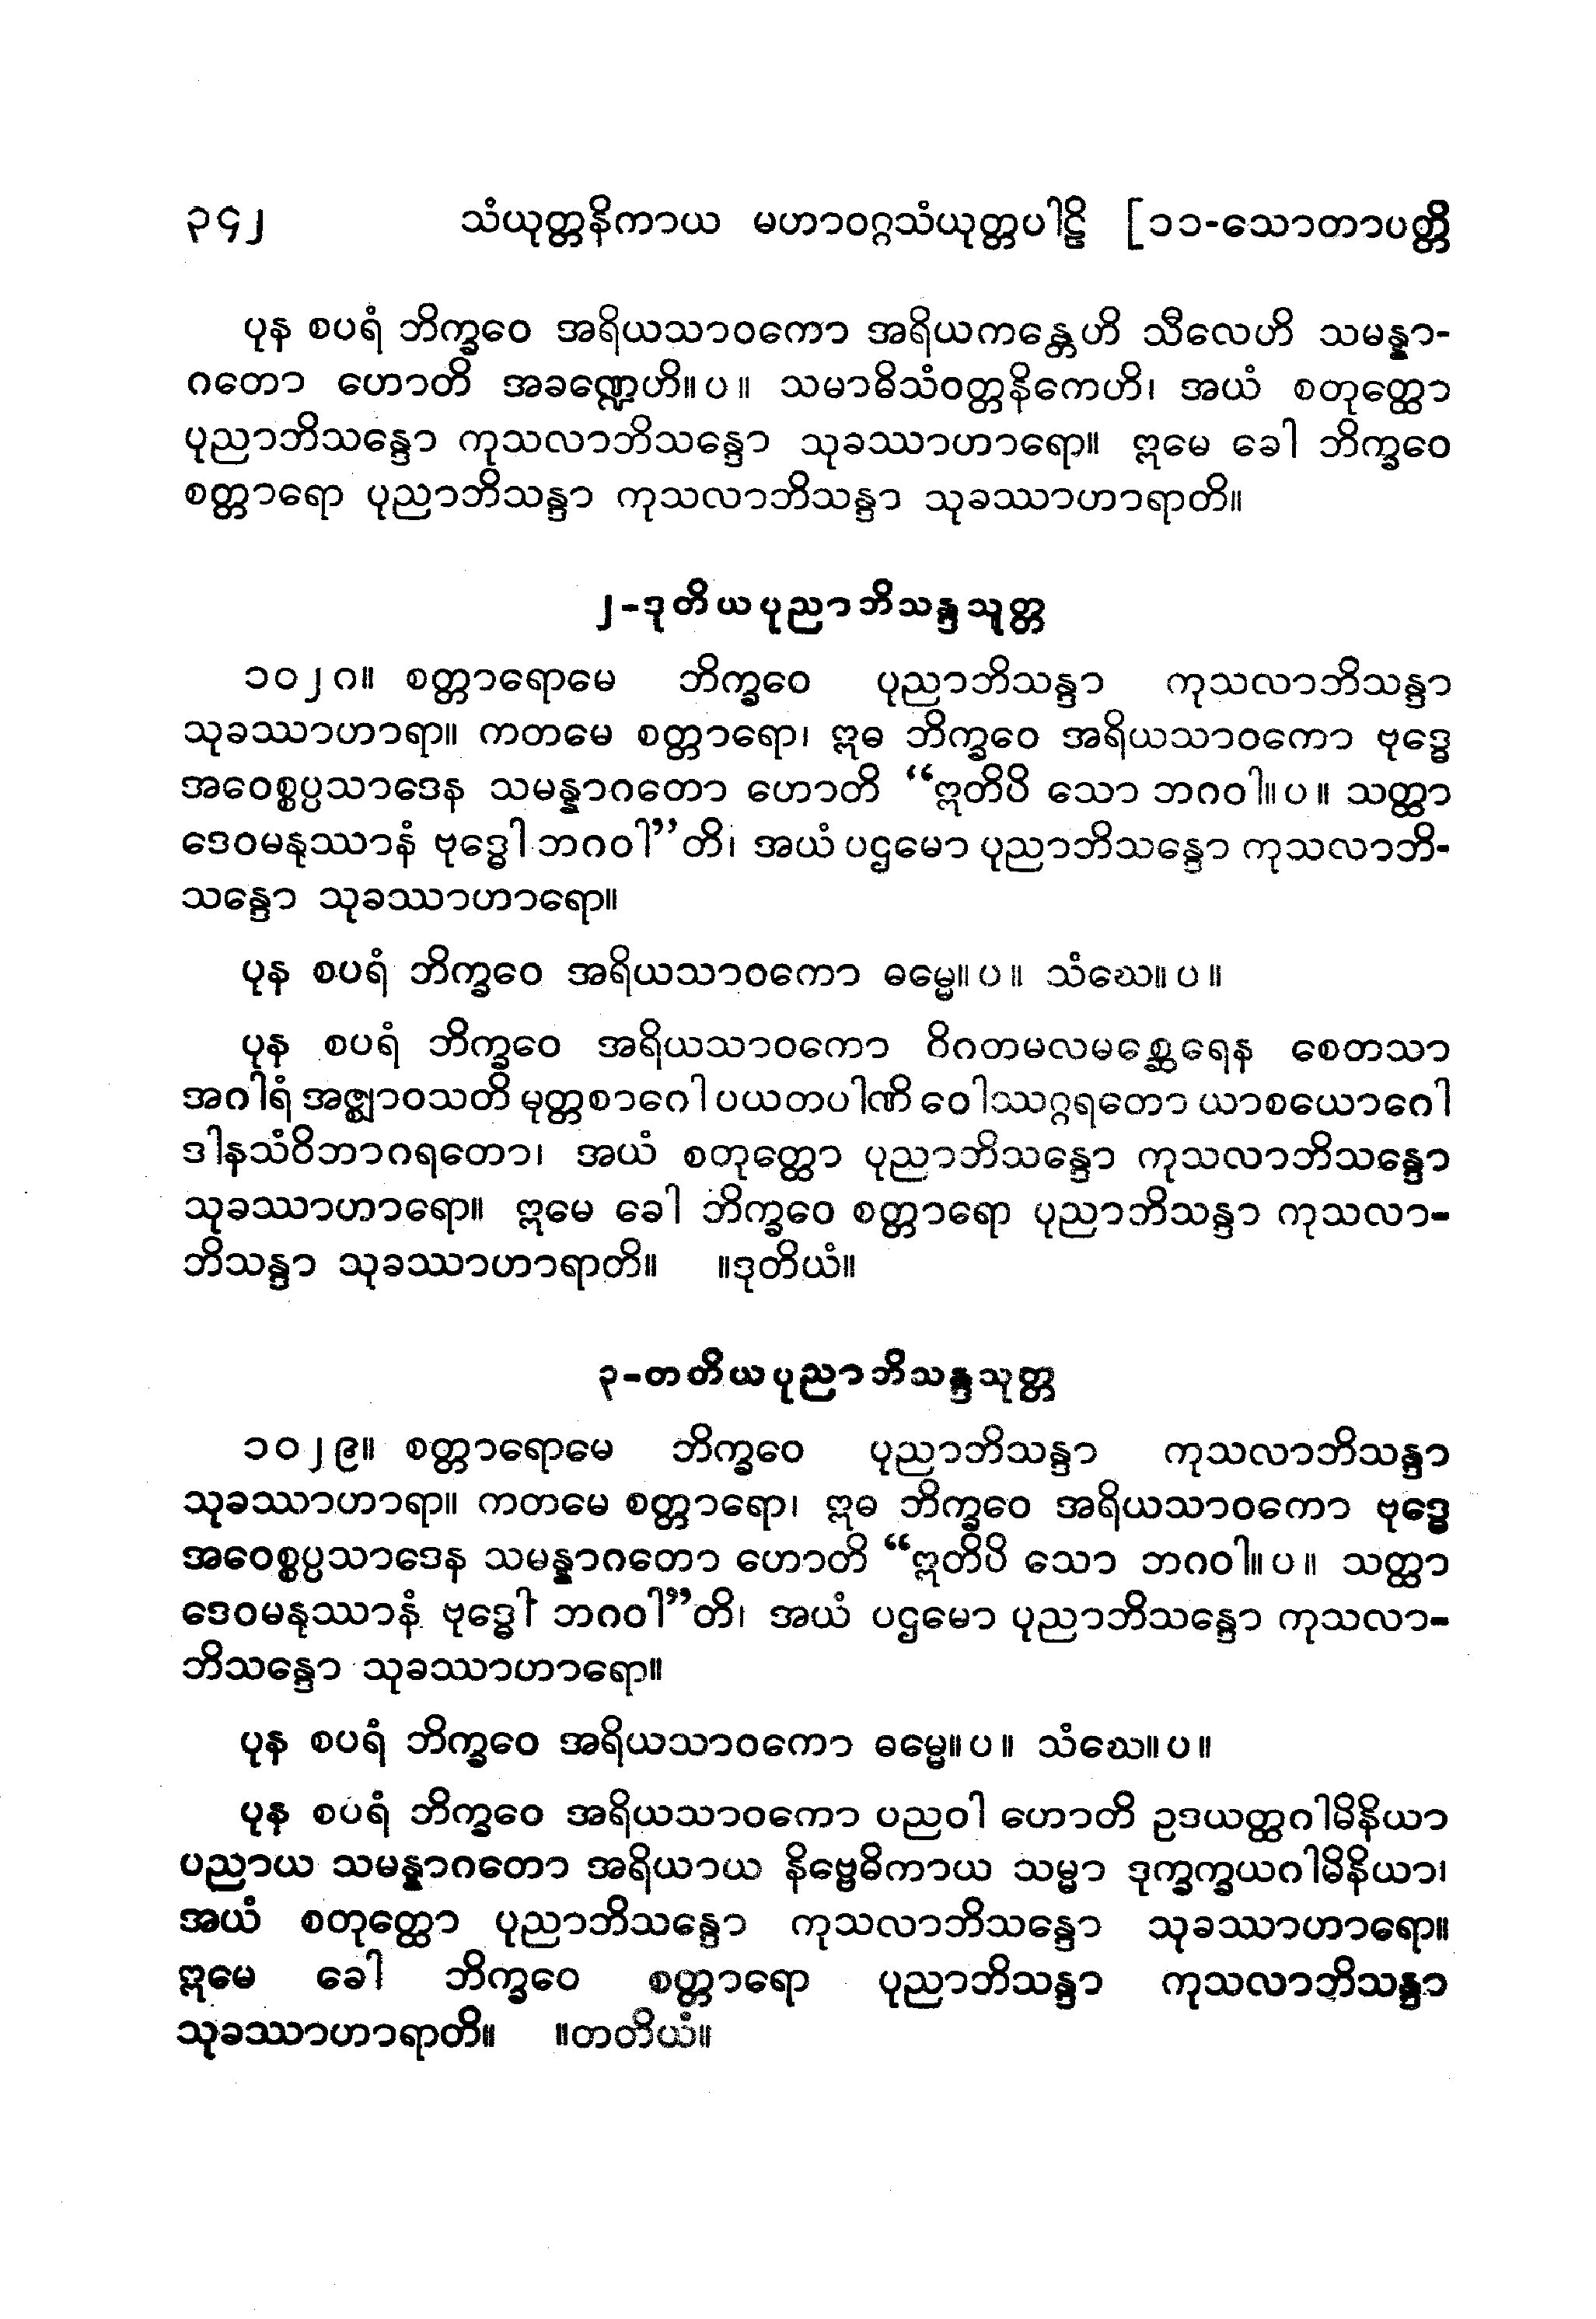 ၃၄၂ သံယုတ္တနိကာယ မဟာဝဂ္ဂသံယုတ္တပါဠိ [၁၁-သောတာပတ္တိ
ပုန စပရံ ဘိက္ခဝေ အရိယသာဝကော အရိယကန္တေဟိ သီလေဟိ သမန္နာ-
ဂတော ဟောတိ အခဏ္ဍေဟိ။ပ။ သမာဓိသံဝတ္တနိကေဟိ၊ အယံ စတုတ္ထော
ပုညာဘိသန္ဒော ကုသလာဘိသန္ဒော သုခဿာဟာရော။ ဣမေ ခေါ ဘိက္ခဝေ
စတ္တာရော ပုညာဘိသန္ဒာ ကုသလာဘိသန္ဒာ သုခဿာဟာရာတိ။
၂-ဒုတိယပုညာဘိသန္ဒသုတ္တ
၁၀၂၈။ စတ္တာရောမေ ဘိက္ခဝေ ပုညာဘိသန္ဒာ ကုသလာဘိသန္ဒာ
သုခဿာဟာရာ။ ကတမေ စတ္တာရော၊ ဣဓ ဘိက္ခဝေ အရိယသာဝကော ဗုဒ္ဓေ
အဝေစ္စပ္ပသာဒေန သမန္နာဂတော ဟောတိ “ဣတိပိ သော ဘဂဝါ။ပ။ သတ္ထာ
ဒေဝမနုဿာနံ ဗုဒ္ဓေါ ဘဂဝါ”တိ၊ အယံ ပဌမော ပုညာဘိသန္ဒော ကုသလာဘိ-
သန္ဒော သုခဿာဟာရော။
ပုန စပရံ ဘိက္ခဝေ အရိယသာဝကော ဓမ္မေ။ပ။ သံဃေ။ပ။
ပုန စပရံ ဘိက္ခဝေ အရိယသာဝကော ဝိဂတမလမစ္ဆေရေန စေတသာ
အဂါရံ အဇ္ဈာဝသတိ မုတ္တစာဂေါ ပယတပါဏိ ဝေါဿဂ္ဂရတော ယာစယောဂေါ
ဒါနသံဝိဘာဂရတော၊ အယံ စတုတ္ထော ပုညာဘိသန္ဒော ကုသလာဘိသန္ဒော
သုခဿာဟာရော။ ဣမေ ခေါ ဘိက္ခဝေ စတ္တာရော ပုညာဘိသန္ဒာ ကုသလာ-
ဘိသန္ဒာ သုခဿာဟာရာတိ။ ။ဒုတိယံ။
၃-တတိယပုညာဘိသန္ဒသုတ္တ
၁၀၂၉။ စတ္တာရောမေ ဘိက္ခဝေ ပုညာဘိသန္ဒာ ကုသလာဘိသန္ဒာ
သုခဿာဟာရာ။ ကတမေ စတ္တာရော၊ ဣဓ ဘိက္ခဝေ အရိယသာဝကော ဗုဒ္ဓေ
အဝေစ္စပ္ပသာဒေန သမန္နာဂတော ဟောတိ “ဣတိပိ သော ဘဂဝါ။ပ။ သတ္ထာ
ဒေဝမနုဿာနံ ဗုဒ္ဓေါ ဘဂဝါ”တိ၊ အယံ ပဌမော ပုညာဘိသန္ဒော ကုသလာ-
ဘိသန္ဒော သုခဿာဟာရော။
ပုန စပရံ ဘိက္ခဝေ အရိယသာဝကော ဓမ္မေ။ပ။ သံဃေ။ပ။
ပုန စပရံ ဘိက္ခဝေ အရိယသာဝကော ပညဝါ ဟောတိ ဥဒယတ္ထဂါမိနိယာ
ပညာယ သမန္နာဂတော အရိယာယ နိဗ္ဗေဓိကာယ သမ္မာ ဒုက္ခက္ခယဂါမိနိယာ၊
အယံ စတုတ္ထော ပုညာဘိသန္ဒော ကုသလာဘိသန္ဒော သုခဿာဟာရော။
ဣမေ ခေါ ဘိက္ခဝေ စတ္တာရော ပုညာဘိသန္ဒာ ကုသလာဘိသန္ဒာ
သုခဿာဟာရာတိ။ ။တတိယံ။